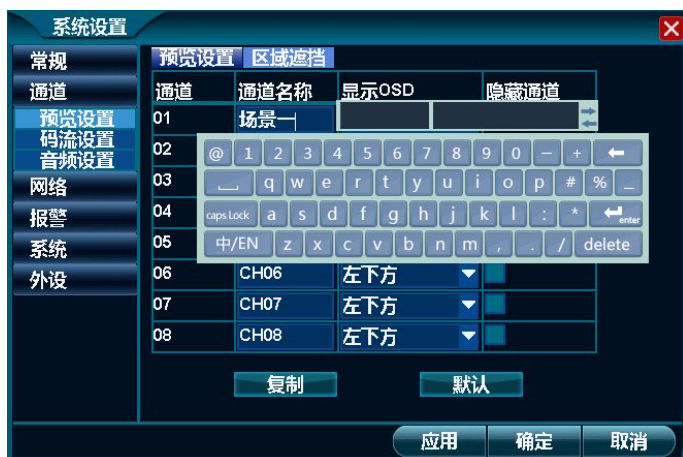 系统设置
常规
通道
预览设置
码流设置
音频设置
网络
报警
系统
外设
预览设置 区域遮挡
通道 通道名称 显示OSD 隐藏通道
01 场景一
02
03
04
05
06 CH06 左下方
07 CH07 左下方
08 CH08 左下方
@ 1 2 3 4 5 6 7 8 9 0 - +
q w e r t y u i o p # % _
caps Lock a s d f g h j k l : * enter
中/EN z x c v b n m , . / delete
复制 默认
应用 确定 取消